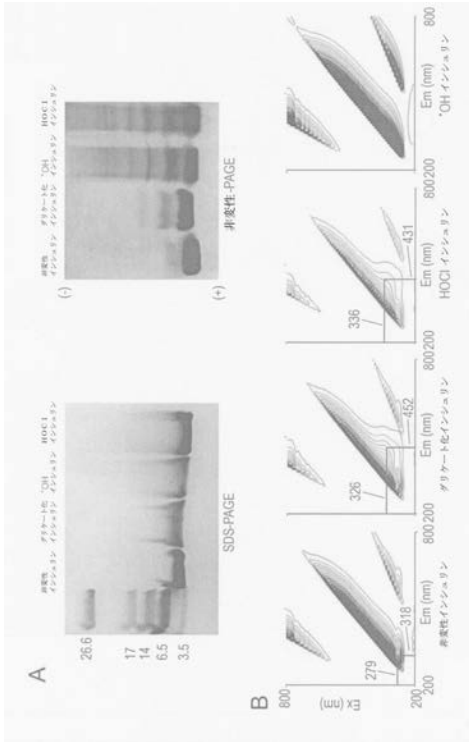 A
非変性 インシュリン
グリケート化 インシュリン
°OH インシュリン
HOCl インシュリン
26.6
17
14
6.5
3.5
SDS-PAGE
非変性 インシュリン
グリケート化 インシュリン
°OH インシュリン
HOCl インシュリン
(-)
(+)
非変性-PAGE
B
800
Ex (nm)
200
279
318
200
Em (nm)
800
非変性インシュリン
326
452
200
Em (nm)
800
グリケート化インシュリン
336
431
200
Em (nm)
800
HOCl インシュリン
200
Em (nm)
800
°OH インシュリン